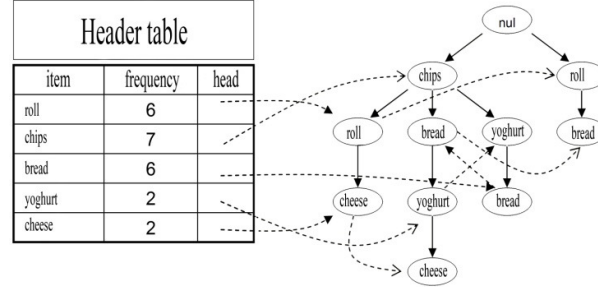 Header table
item frequency head
roll 6
chips 7
bread 6
yoghurt 2
cheese 2
nul
chips roll
roll bread yoghurt bread
cheese yoghurt bread
cheese